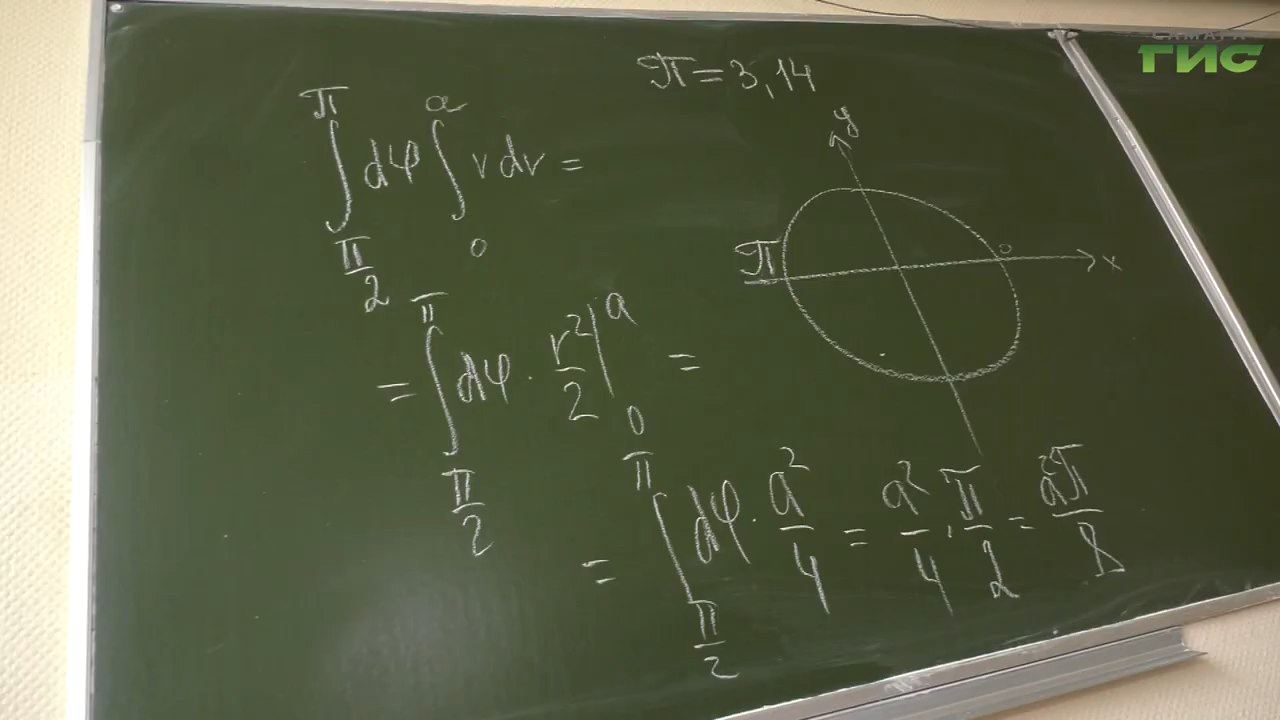 САМАРА
ГИС
π = 3,14
∫_{π/2}^{π} dφ ∫_{0}^{a} r dr =
y
π
0
x
= ∫_{π/2}^{π} dφ · r²/2 |_{0}^{a} =
= ∫_{π/2}^{π} dφ · a²/4 = a²/4 · π/2 = a²π/8